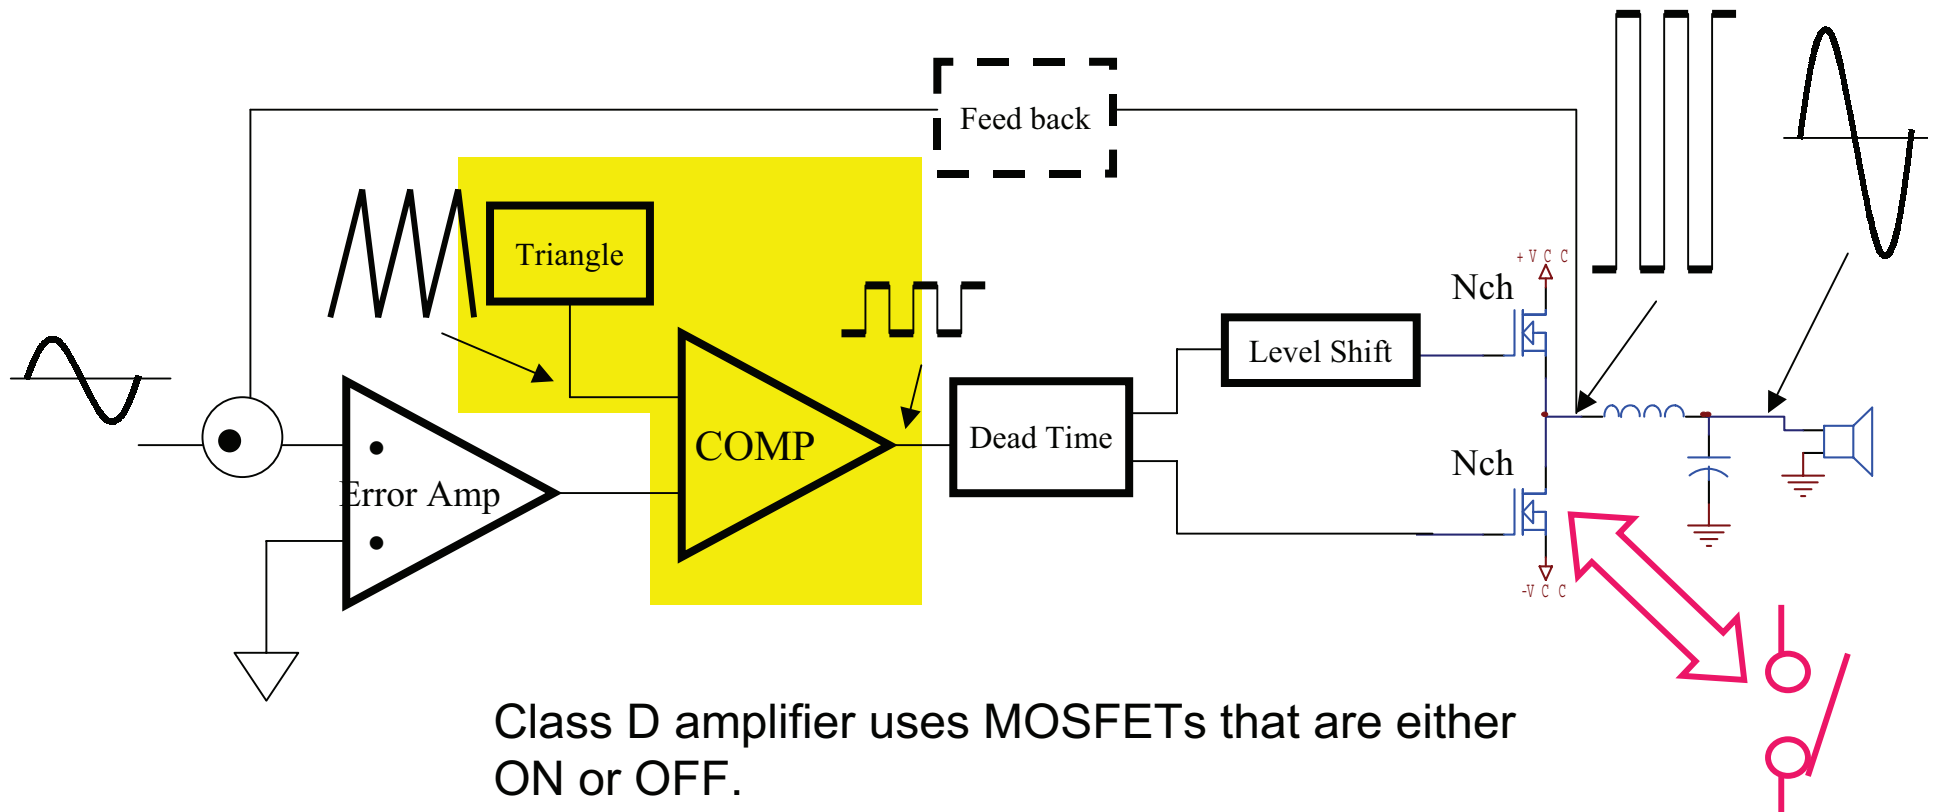 Feed back
Triangle
+VCC
Nch
Level Shift
COMP
Dead Time
Nch
Error Amp
-VCC
Class D amplifier uses MOSFETs that are either
ON or OFF.